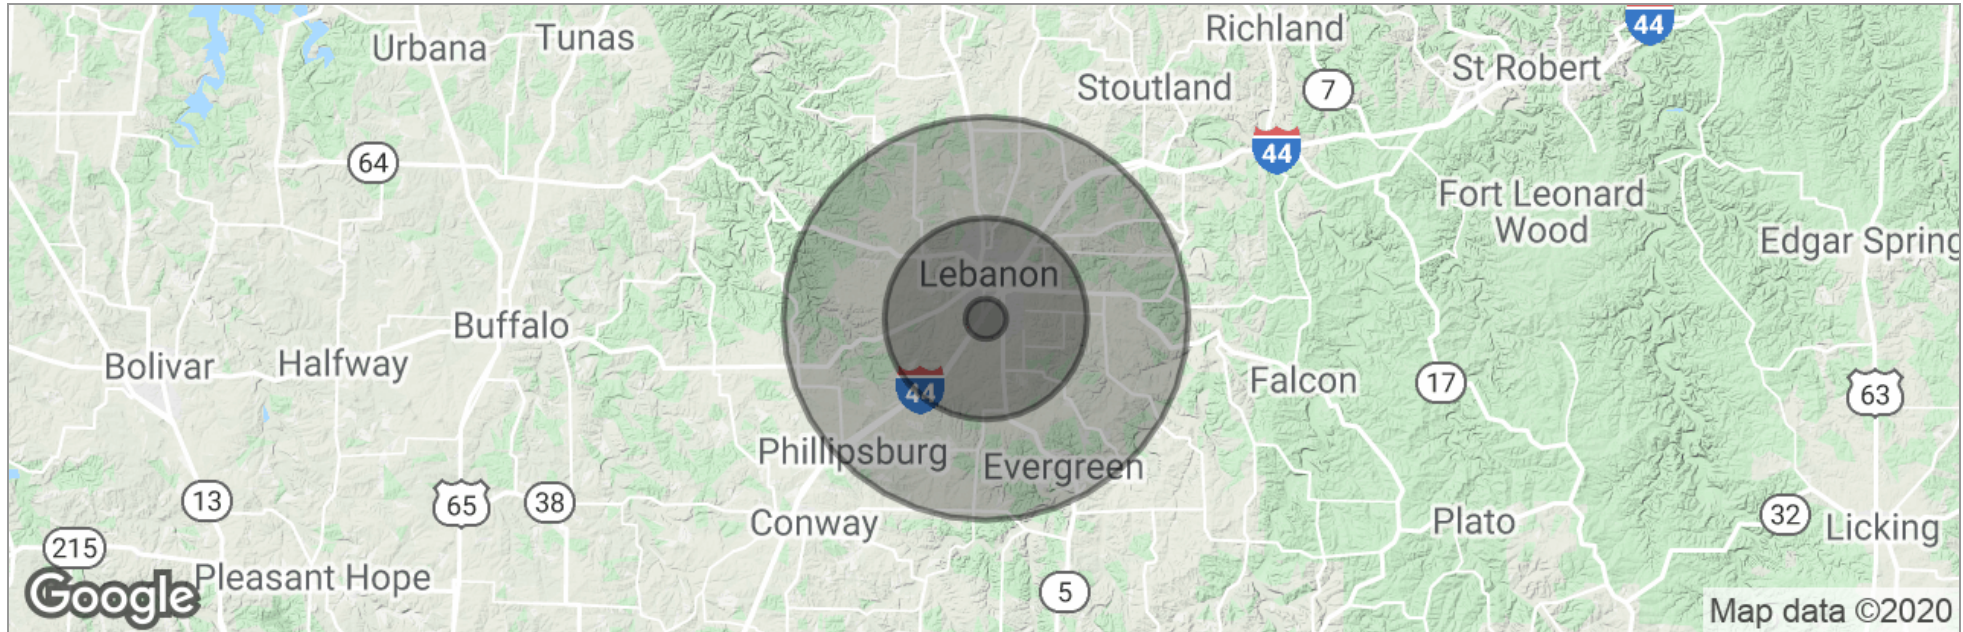 44
Richland
Tunas
Urbana
St Robert
Stoutland
7
44
64
Fort Leonard
Wood
Edgar Spring
Lebanon
Buffalo
Bolivar
Halfway
Falcon
17
44
63
Phillipsburg
Evergreen
13
65
38
32
Conway
Plato
Licking
215
Pleasant Hope
5
Google
Map data ©2020